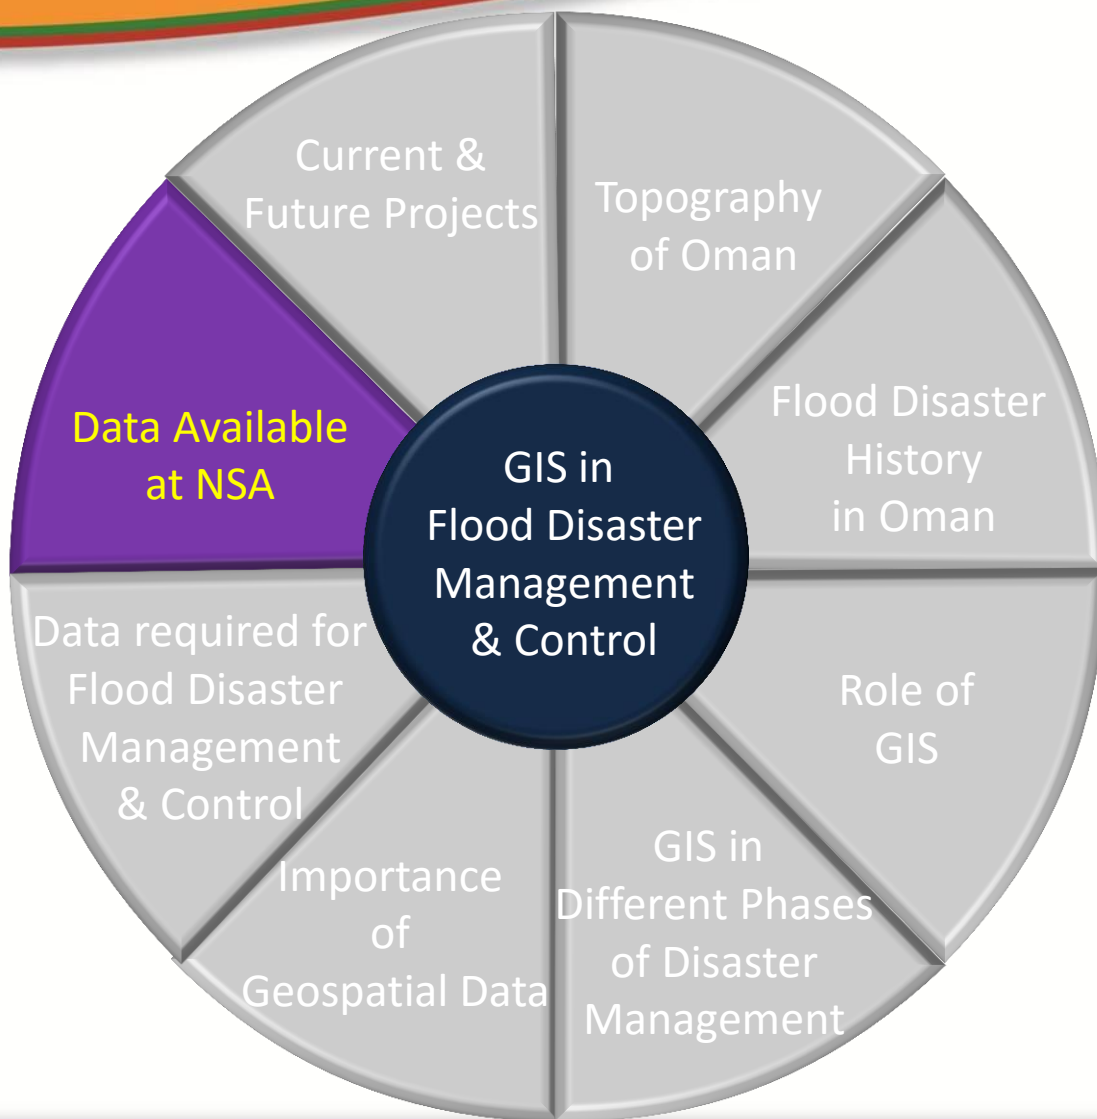 Current &
Future Projects
Topography
of Oman
Flood Disaster
History
in Oman
Role of
GIS
GIS in
Different Phases
of Disaster
Management
Importance
of
Geospatial Data
Data required for
Flood Disaster
Management
& Control
Data Available
at NSA
GIS in
Flood Disaster
Management
& Control